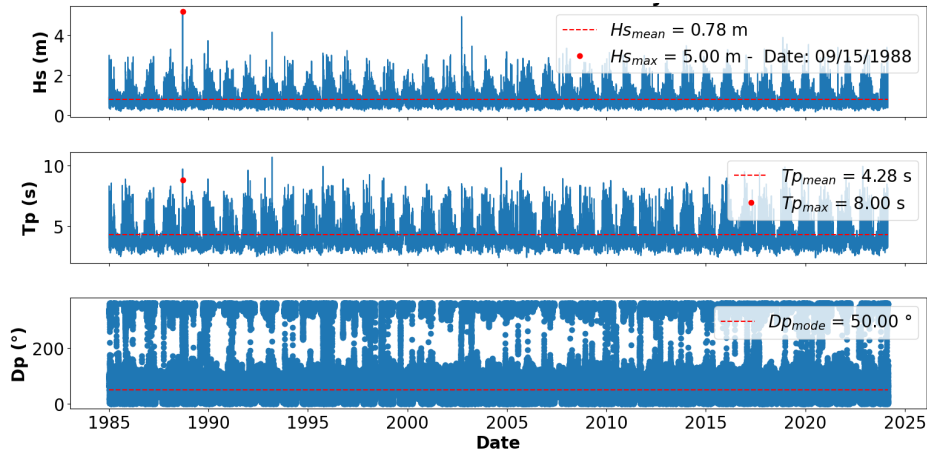 Hs (m)
4
2
0
Hs_mean = 0.78 m
Hs_max = 5.00 m - Date: 09/15/1988
Tp (s)
10
5
Tp_mean = 4.28 s
Tp_max = 8.00 s
Dp (°)
200
0
Dp_mode = 50.00 °
1985 1990 1995 2000 2005 2010 2015 2020 2025
Date